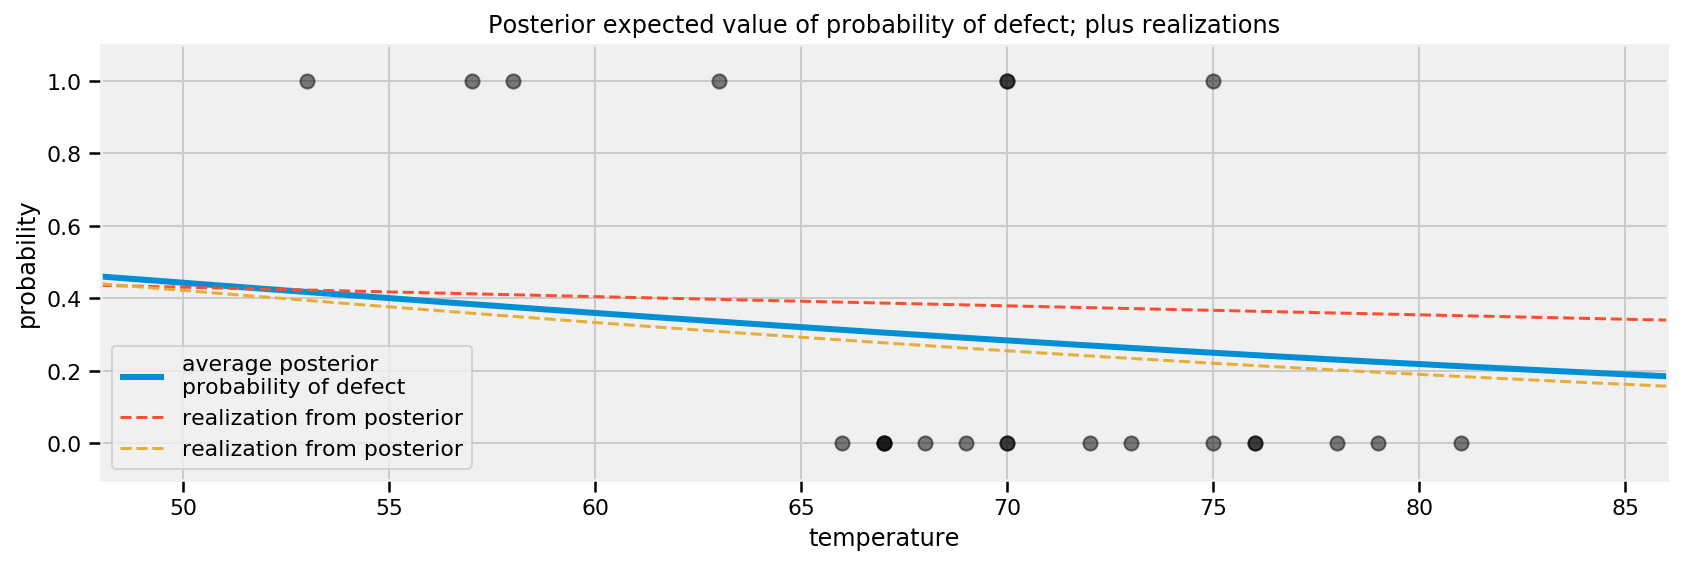 Posterior expected value of probability of defect; plus realizations
1.0
0.8
0.6
0.4
0.2
0.0
probability
average posterior
probability of defect
realization from posterior
realization from posterior
50 55 60 65 70 75 80 85
temperature